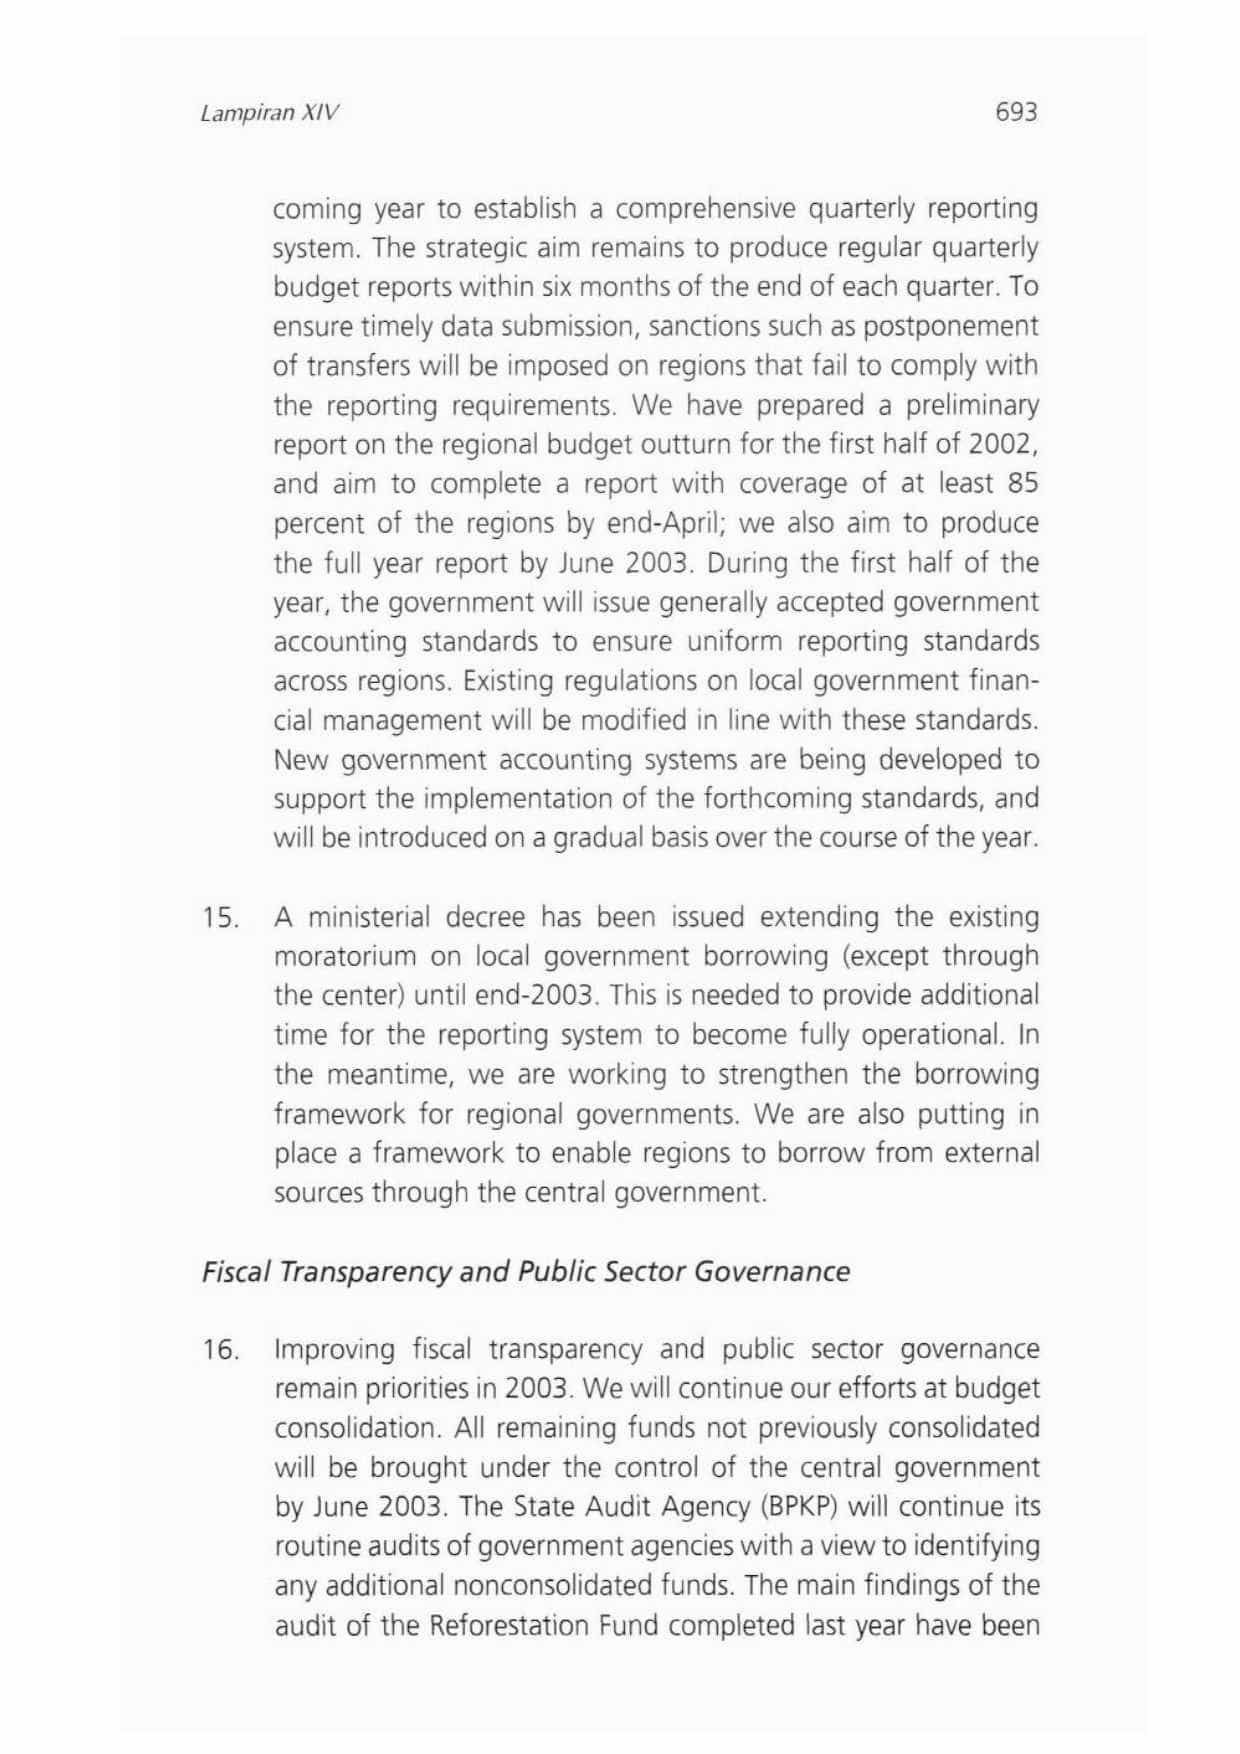 Lampiran XIV 693
coming year to establish a comprehensive quarterly reporting
system. The strategic aim remains to produce regular quarterly
budget reports within six months of the end of each quarter. To
ensure timely data submission, sanctions such as postponement
of transfers will be imposed on regions that fail to comply with
the reporting requirements. We have prepared a preliminary
report on the regional budget outturn for the first half of 2002,
and aim to complete a report with coverage of at least 85
percent of the regions by end-April; we also aim to produce
the full year report by June 2003. During the first half of the
year, the government will issue generally accepted government
accounting standards to ensure uniform reporting standards
across regions. Existing regulations on local government finan-
cial management will be modified in line with these standards.
New government accounting systems are being developed to
support the implementation of the forthcoming standards, and
will be introduced on a gradual basis over the course of the year.
15. A ministerial decree has been issued extending the existing
moratorium on local government borrowing (except through
the center) until end-2003. This is needed to provide additional
time for the reporting system to become fully operational. In
the meantime, we are working to strengthen the borrowing
framework for regional governments. We are also putting in
place a framework to enable regions to borrow from external
sources through the central government.
Fiscal Transparency and Public Sector Governance
16. Improving fiscal transparency and public sector governance
remain priorities in 2003. We will continue our efforts at budget
consolidation. All remaining funds not previously consolidated
will be brought under the control of the central government
by June 2003. The State Audit Agency (BPKP) will continue its
routine audits of government agencies with a view to identifying
any additional nonconsolidated funds. The main findings of the
audit of the Reforestation Fund completed last year have been